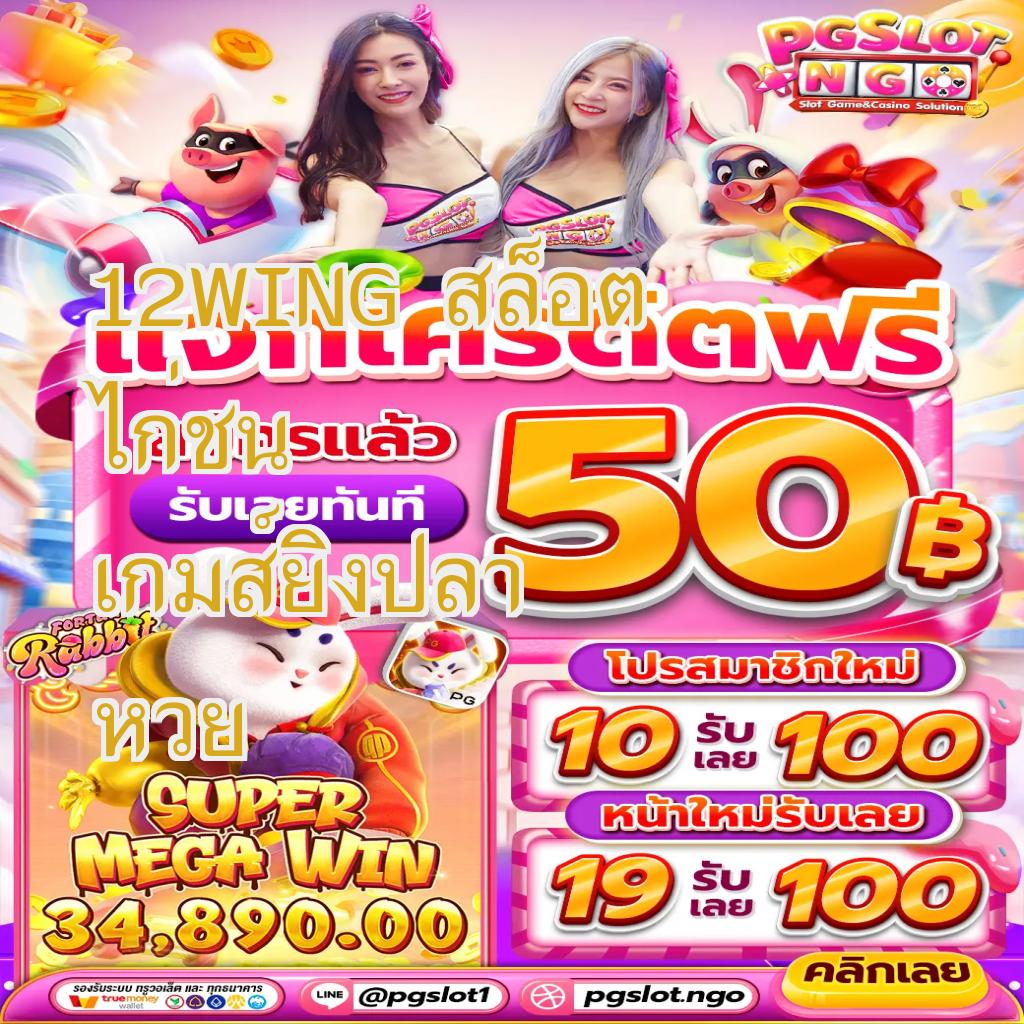 PGSLOT
NGO
Slot Game&Casino Solution
PGSLOT
NGO
PGSLOT
NGO
12WING สล็อต
แจกเครดิตฟรี
ไก่ชน
รับเลยทันที
50฿
เกมส์ยิงปลา
FORTUNE
Rabbit
PG
หวย
SUPER
MEGA WIN
34,890.00
โปรสมาชิกใหม่
10 รับเลย 100
หน้าใหม่รับเลย
19 รับเลย 100
คลิกเลย
รองรับระบบ ทรูวอเล็ต และ ทุกธนาคาร
truemoney
wallet
LINE @pgslot1
pgslot.ngo